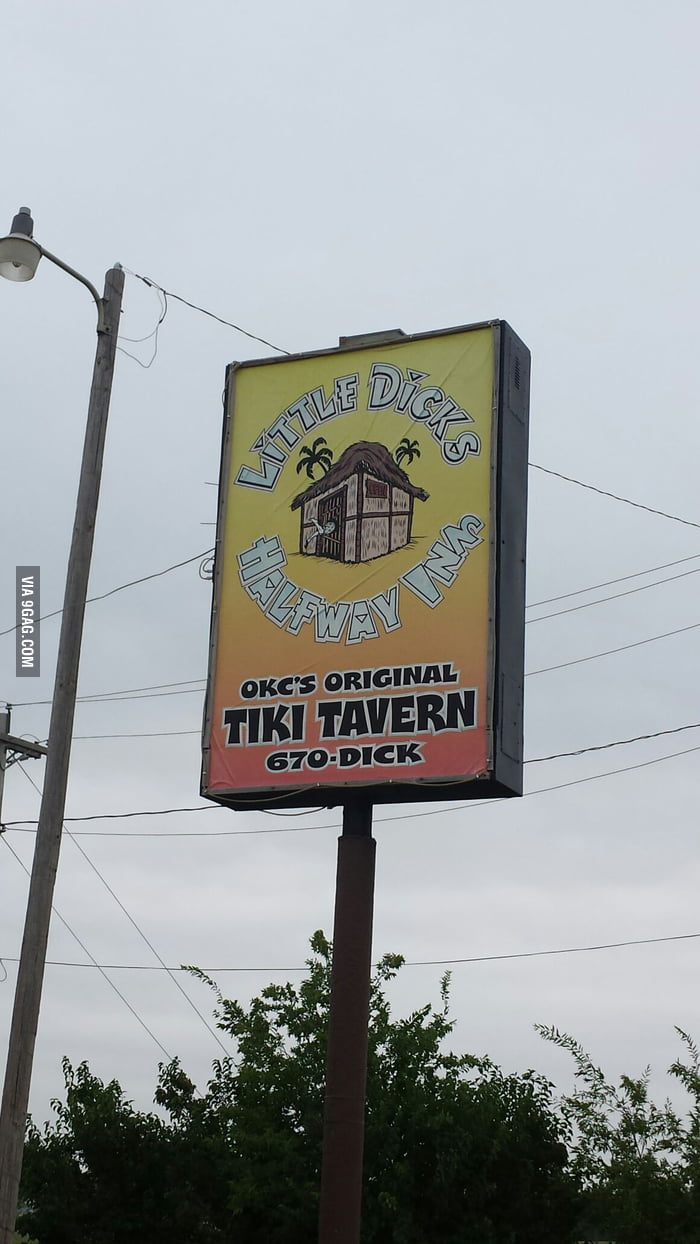 LITTLE DICKS
HALFWAY INN
OKC'S ORIGINAL
TIKI TAVERN
670-DICK
VIA 9GAG.COM